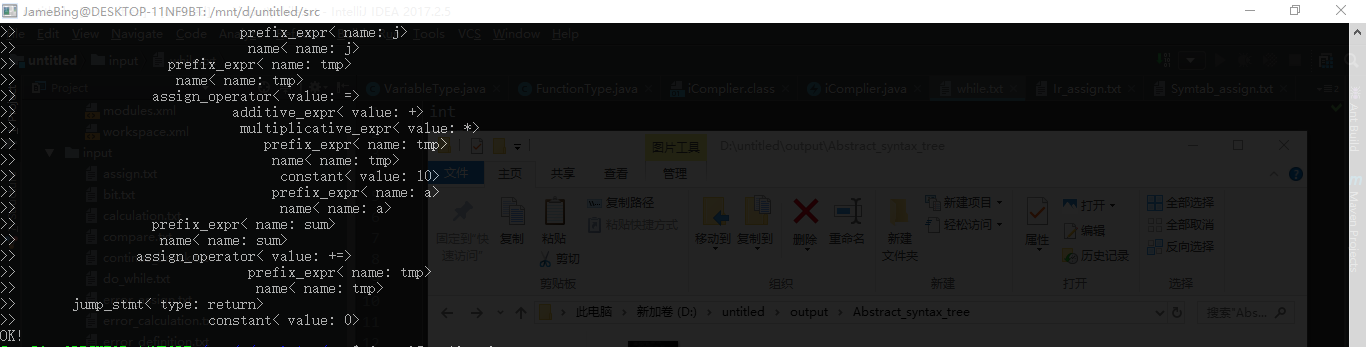 JameBing@DESKTOP-11NF9BT: /mnt/d/untitled/src
IntelliJ IDEA 2017.2.5
Edit View Navigate Code Tools VCS Window Help
untitled input
Project VariableType.java FunctionType.java iCompiler.class iCompiler.java while.txt Ir_assign.txt Symtab_assign.txt
modules.xml
workspace.xml
input
assign.txt
bit.txt
calculation.txt
do_while.txt
error_calculation.txt
error_definition.txt
int
>> prefix_expr< name: j>
>> name< name: j>
>> prefix_expr< name: tmp>
>> name< name: tmp>
>> assign_operator< value: =>
>> additive_expr< value: +>
>> multiplicative_expr< value: *>
>> prefix_expr< name: tmp>
>> name< name: tmp>
>> constant< value: 10>
>> prefix_expr< name: a>
>> name< name: a>
>> prefix_expr< name: sum>
>> name< name: sum>
>> assign_operator< value: +=>
>> prefix_expr< name: tmp>
>> name< name: tmp>
>> jump_stmt< type: return>
>> constant< value: 0>
OK!
图片工具 D:\untitled\output\Abstract_syntax_tree
文件 主页 共享 查看 管理
固定到"快速访问"
复制
粘贴
复制路径
粘贴快捷方式
剪切
剪贴板
移动到
复制到
删除
重命名
组织
新建文件夹
新建项目
轻松访问
新建
属性
打开
编辑
历史记录
打开
全部选择
全部取消
反向选择
选择
此电脑 > 新加卷 (D:) > untitled > output > Abstract_syntax_tree
搜索"Abs...